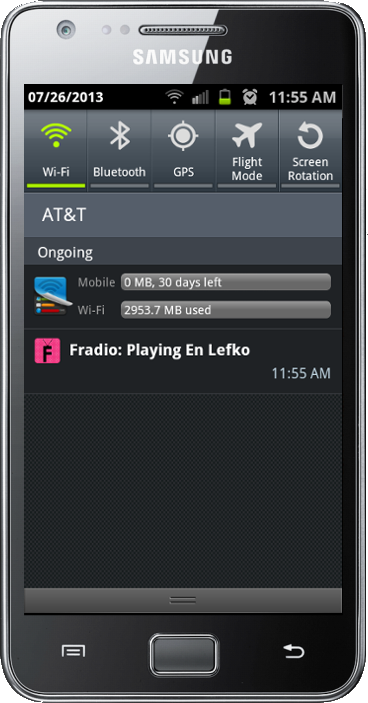 SAMSUNG
07/26/2013 11:55 AM
Wi-Fi Bluetooth GPS Flight Mode Screen Rotation
AT&T
Ongoing
Mobile 0 MB, 30 days left
Wi-Fi 2953.7 MB used
F Fradio: Playing En Lefko
11:55 AM